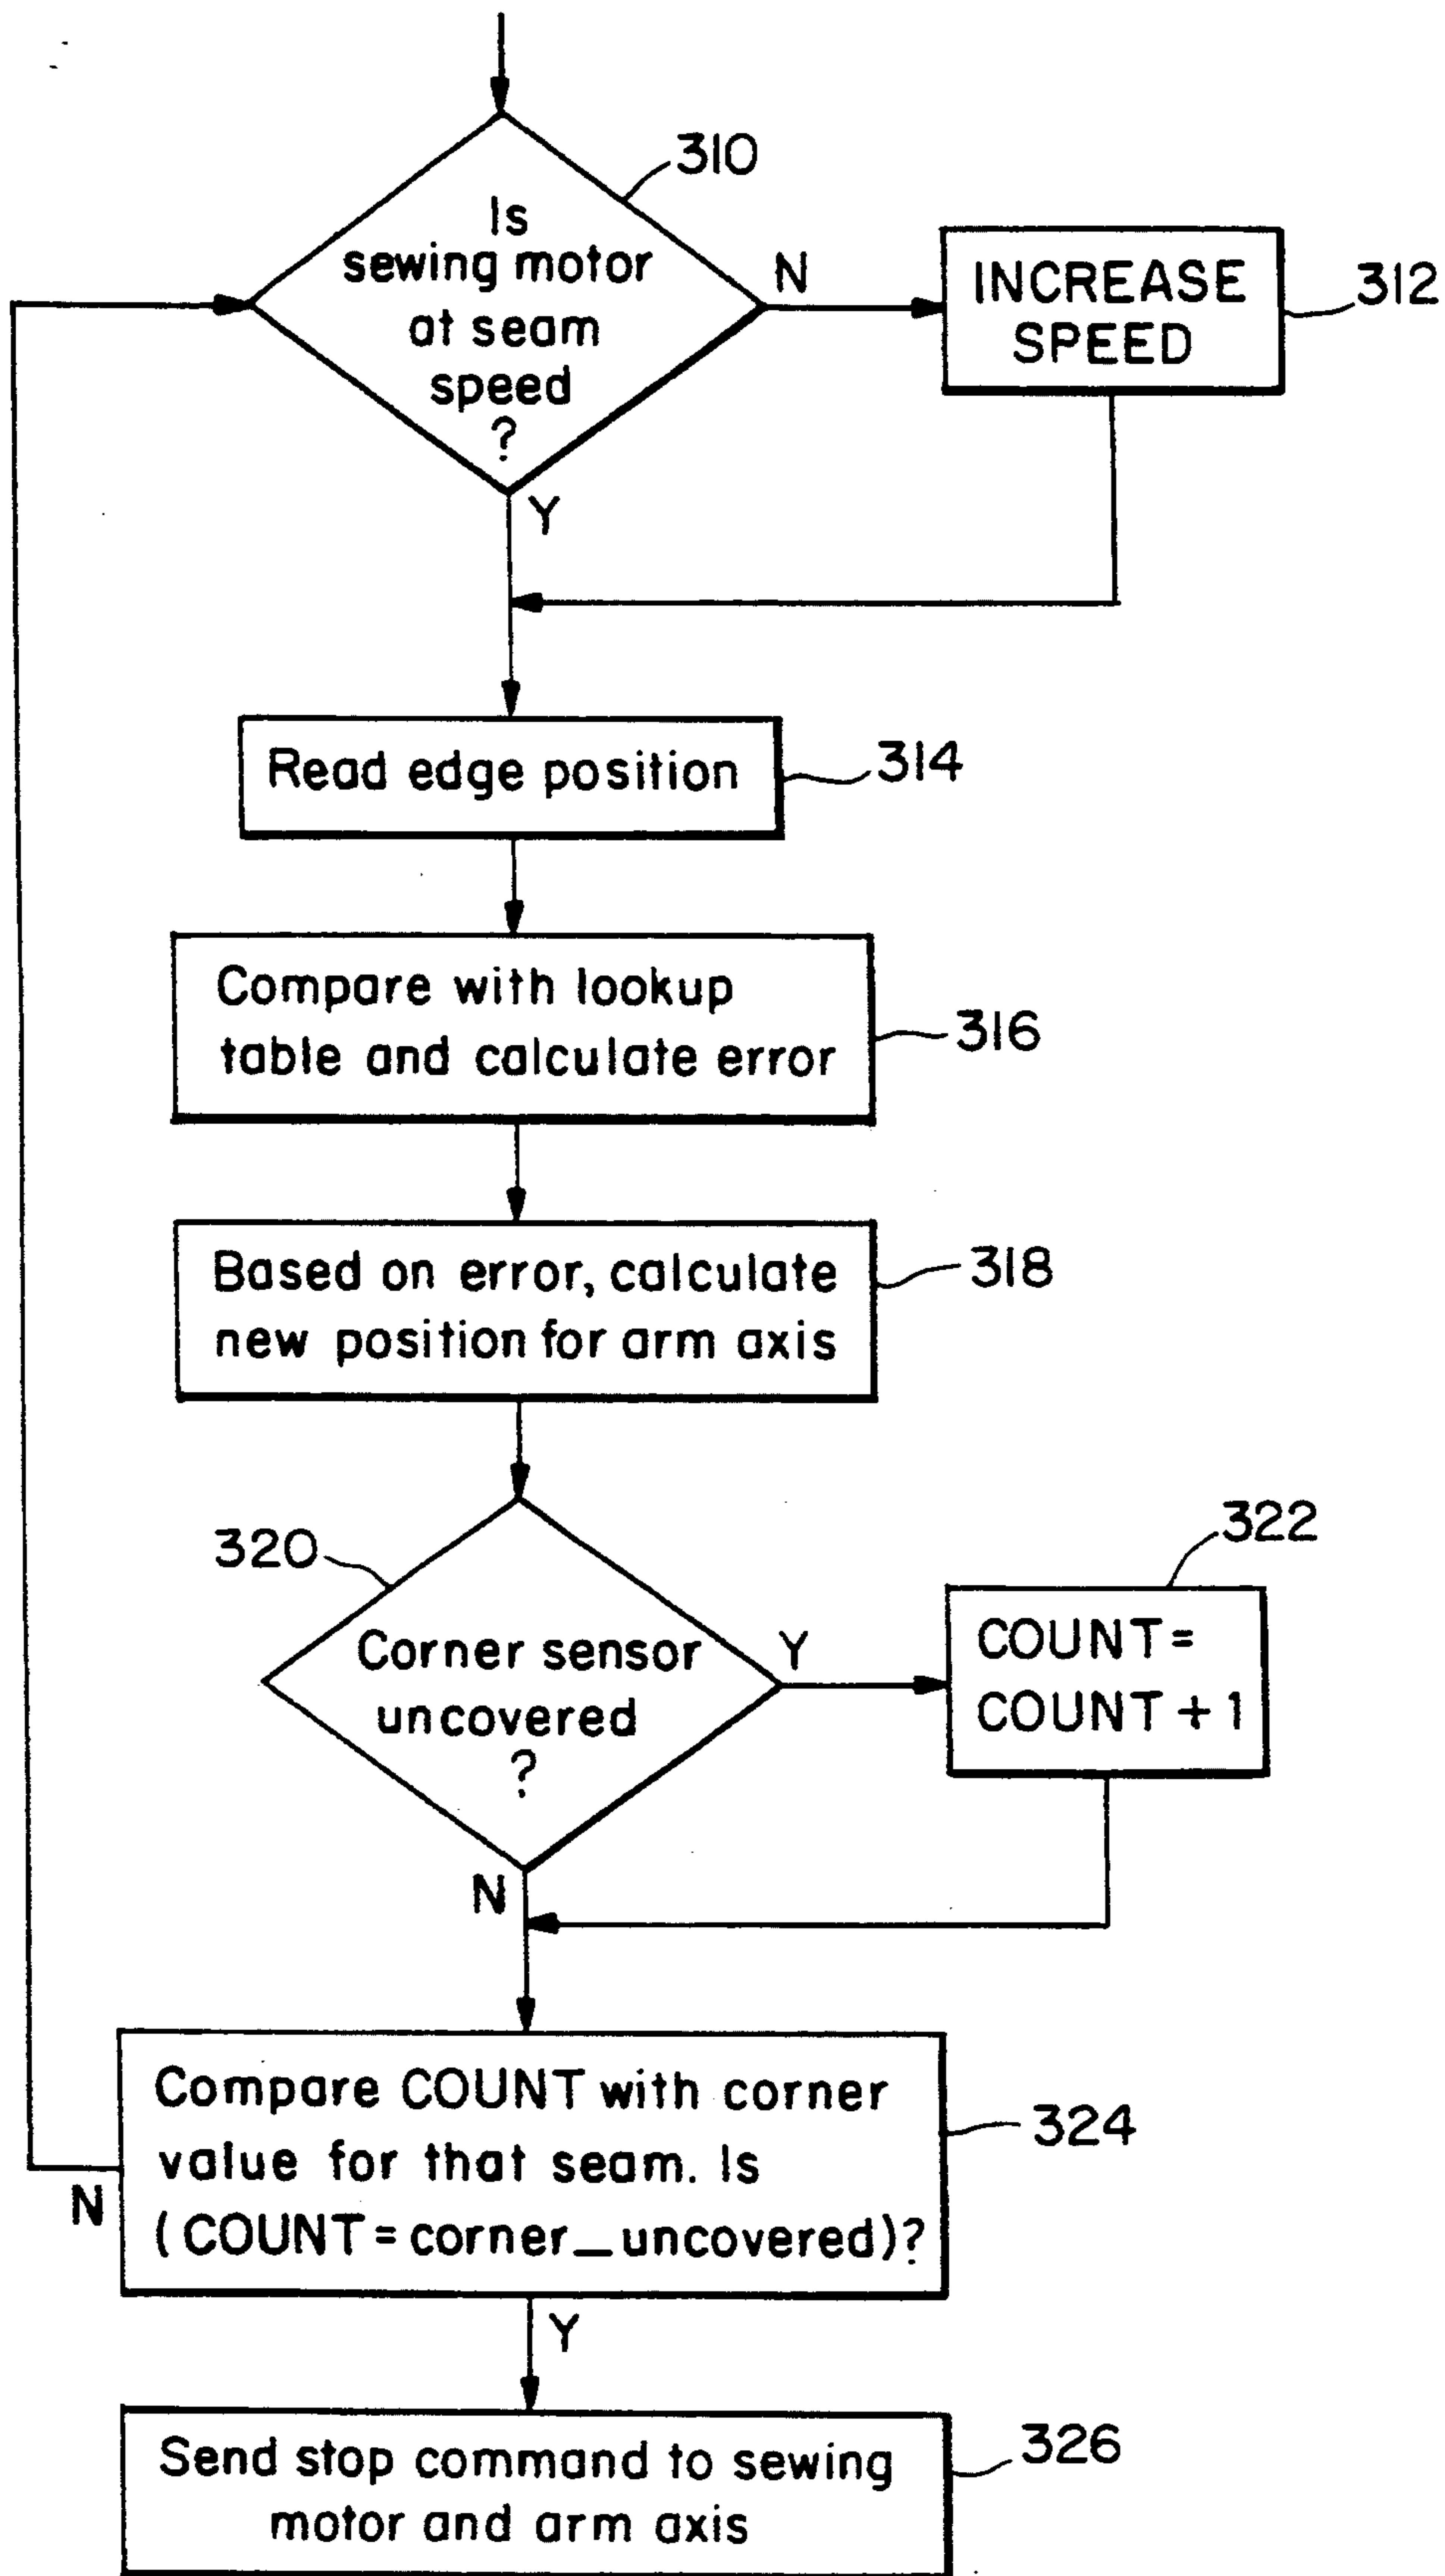 310
Is
sewing motor
at seam
speed
?
N
INCREASE
SPEED
312
Y
Read edge position
314
Compare with lookup
table and calculate error
316
Based on error, calculate
new position for arm axis
318
320
Corner sensor
uncovered
?
Y
322
COUNT=
COUNT + 1
N
Compare COUNT with corner
value for that seam. Is
(COUNT = corner_uncovered)?
324
N
Y
Send stop command to sewing
motor and arm axis
326